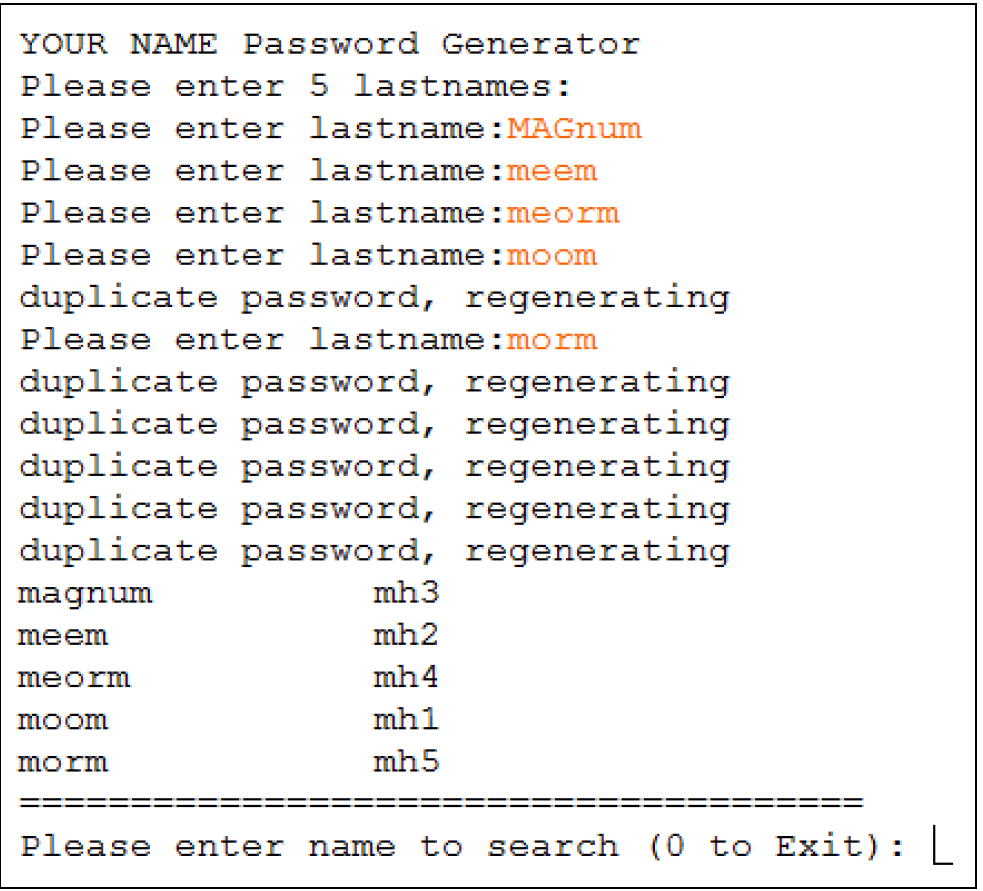 YOUR NAME Password Generator
Please enter 5 lastnames:
Please enter lastname:MAGnum
Please enter lastname:meem
Please enter lastname:meorm
Please enter lastname:moom
duplicate password, regenerating
Please enter lastname:morm
duplicate password, regenerating
duplicate password, regenerating
duplicate password, regenerating
duplicate password, regenerating
duplicate password, regenerating
magnum mh3
meem mh2
meorm mh4
moom mh1
morm mh5
======================================
Please enter name to search (0 to Exit):